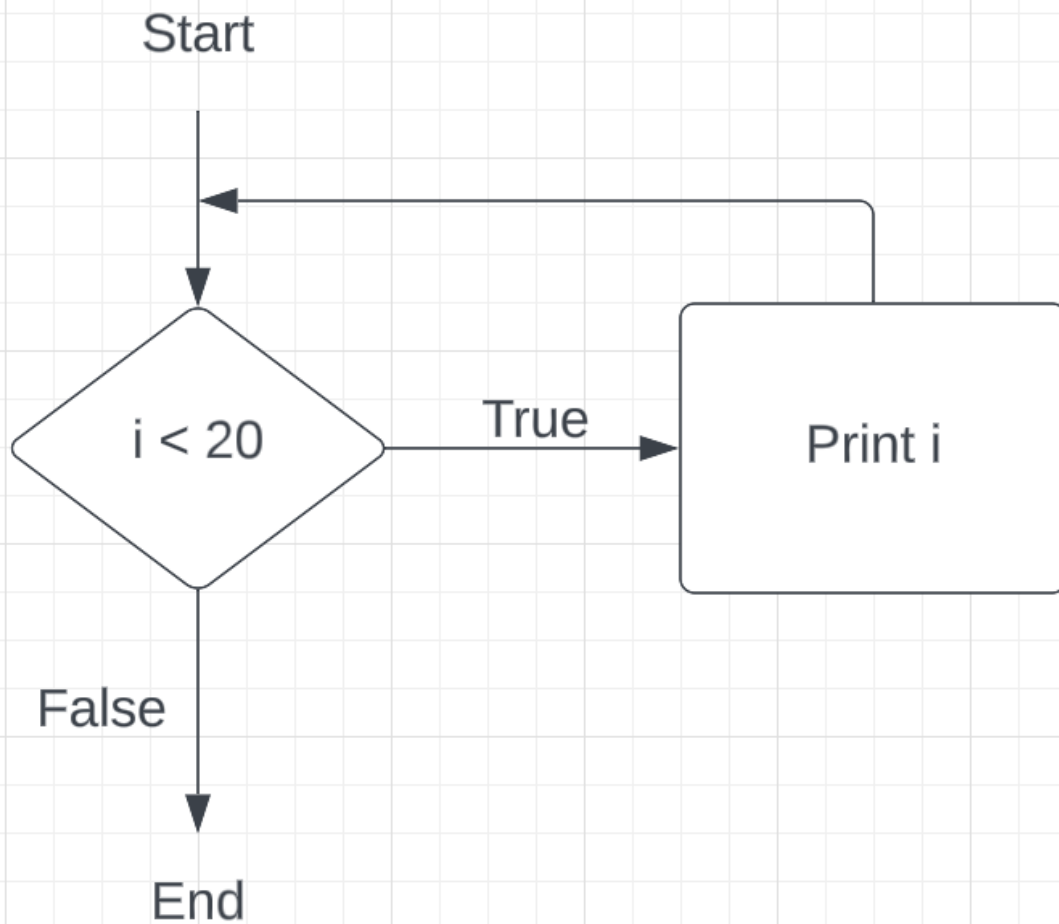 Start
i < 20
True
Print i
False
End